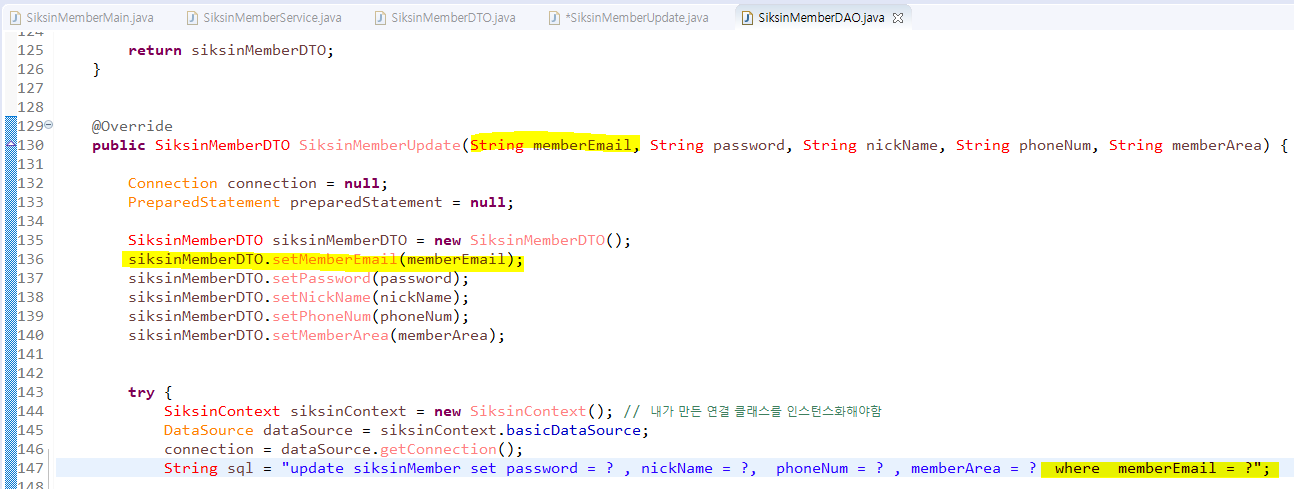 SiksinMemberMain.java SiksinMemberService.java SiksinMemberDTO.java *SiksinMemberUpdate.java SiksinMemberDAO.java
124
125 return siksinMemberDTO;
126 }
127
128
129 @Override
130 public SiksinMemberDTO SiksinMemberUpdate(String memberEmail, String password, String nickName, String phoneNum, String memberArea) {
131
132 Connection connection = null;
133 PreparedStatement preparedStatement = null;
134
135 SiksinMemberDTO siksinMemberDTO = new SiksinMemberDTO();
136 siksinMemberDTO.setMemberEmail(memberEmail);
137 siksinMemberDTO.setPassword(password);
138 siksinMemberDTO.setNickName(nickName);
139 siksinMemberDTO.setPhoneNum(phoneNum);
140 siksinMemberDTO.setMemberArea(memberArea);
141
142
143 try {
144 SiksinContext siksinContext = new SiksinContext(); // 내가 만든 연결 클래스를 인스턴스화해야함
145 DataSource dataSource = siksinContext.basicDataSource;
146 connection = dataSource.getConnection();
147 String sql = "update siksinMember set password = ? , nickName = ?, phoneNum = ? , memberArea = ? where memberEmail = ?";
148